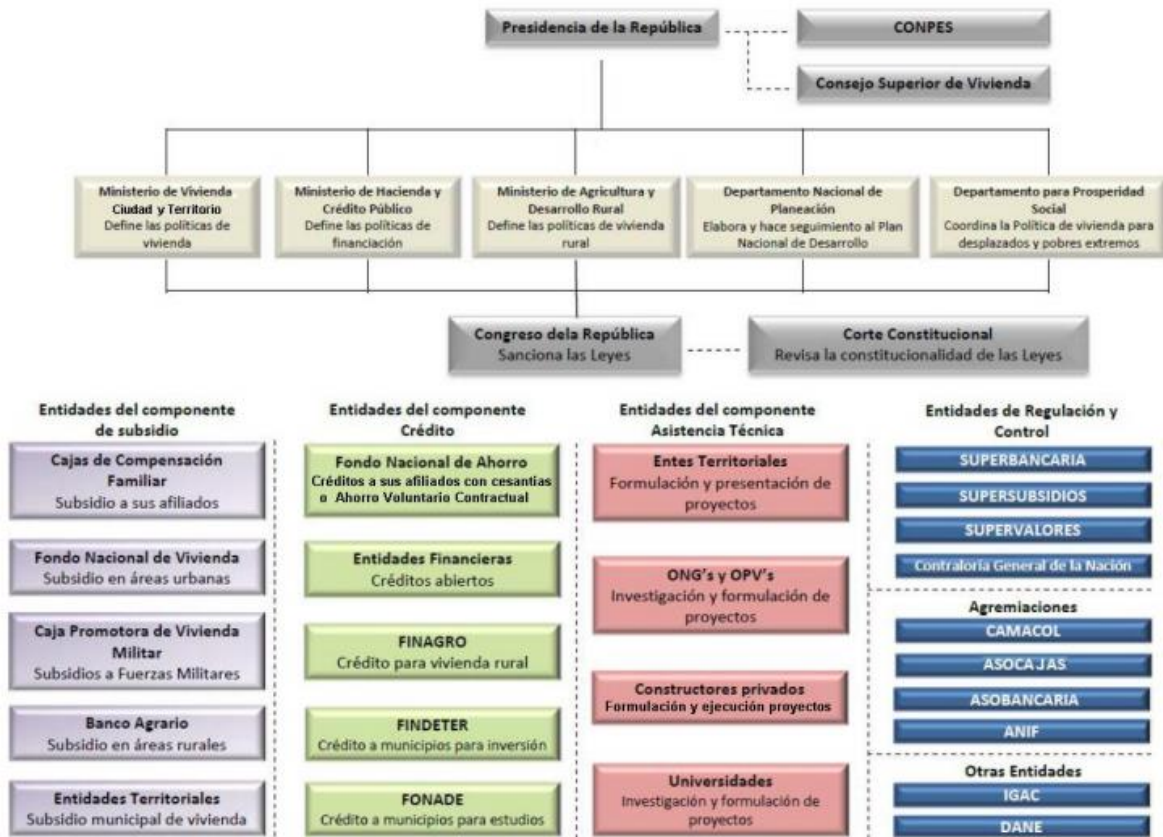 Presidencia de la República
CONPES
Consejo Superior de Vivienda
Ministerio de Vivienda
Ciudad y Territorio
Define las políticas de
vivienda
Ministerio de Hacienda y
Crédito Público
Define las políticas de
financiación
Ministerio de Agricultura y
Desarrollo Rural
Define las políticas de vivienda
rural
Departamento Nacional de
Planeación
Elabora y hace seguimiento al Plan
Nacional de Desarrollo
Departamento para Prosperidad
Social
Coordina la Política de vivienda para
desplazados y pobres extremos
Congreso dela República
Sanciona las Leyes
Corte Constitucional
Revisa la constitucionalidad de las Leyes
Entidades del componente
de subsidio
Cajas de Compensación
Familiar
Subsidio a sus afiliados
Fondo Nacional de Vivienda
Subsidio en áreas urbanas
Caja Promotora de Vivienda
Militar
Subsidios a Fuerzas Militares
Banco Agrario
Subsidio en áreas rurales
Entidades Territoriales
Subsidio municipal de vivienda
Entidades del componente
Crédito
Fondo Nacional de Ahorro
Créditos a sus afiliados con cesantias
o Ahorro Voluntario Contractual
Entidades Financieras
Créditos abiertos
FINAGRO
Crédito para vivienda rural
FINDETER
Crédito a municipios para inversión
FONADE
Crédito a municipios para estudios
Entidades del componente
Asistencia Técnica
Entes Territoriales
Formulación y presentación de
proyectos
ONG's y OPV's
Investigación y formulación de
proyectos
Constructores privados
Formulación y ejecución proyectos
Universidades
Investigación y formulación de
proyectos
Entidades de Regulación y
Control
SUPERBANCARIA
SUPERSUBSIDIOS
SUPERVALORES
Contraloría General de la Nación
Agremiaciones
CAMACOL
ASOCAJAS
ASOBANCARIA
ANIF
Otras Entidades
IGAC
DANE